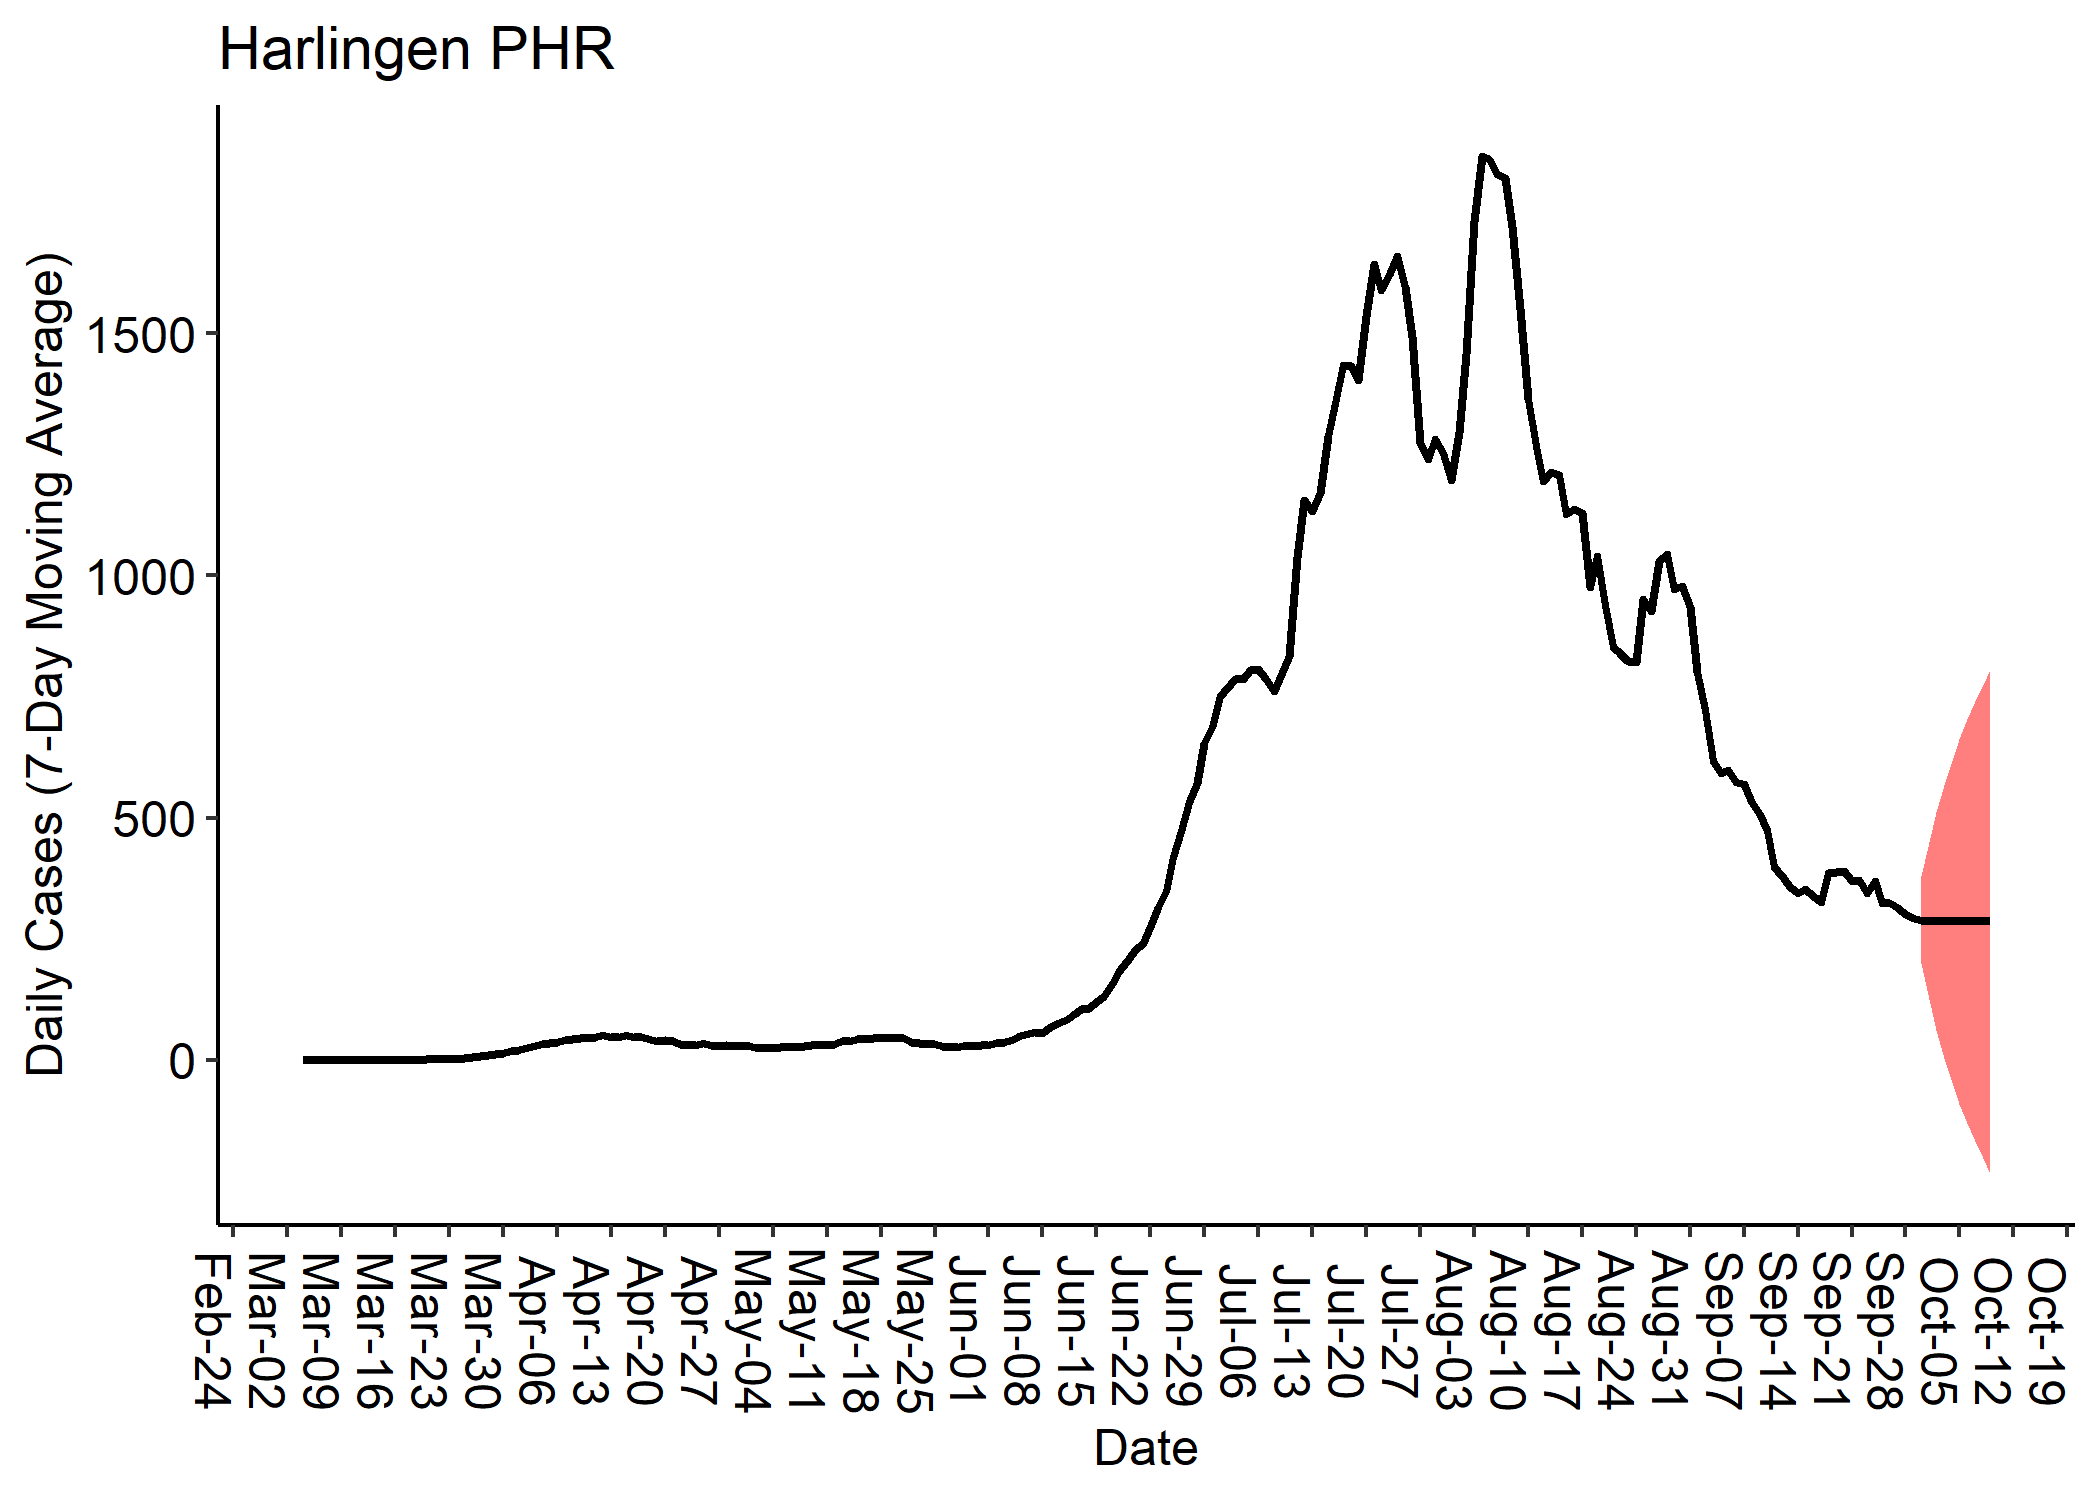 Harlingen PHR
Daily Cases (7-Day Moving Average)
1500
1000
500
0
Feb-24
Mar-02
Mar-09
Mar-16
Mar-23
Mar-30
Apr-06
Apr-13
Apr-20
Apr-27
May-04
May-11
May-18
May-25
Jun-01
Jun-08
Jun-15
Jun-22
Jun-29
Jul-06
Jul-13
Jul-20
Jul-27
Aug-03
Aug-10
Aug-17
Aug-24
Aug-31
Sep-07
Sep-14
Sep-21
Sep-28
Oct-05
Oct-12
Oct-19
Date